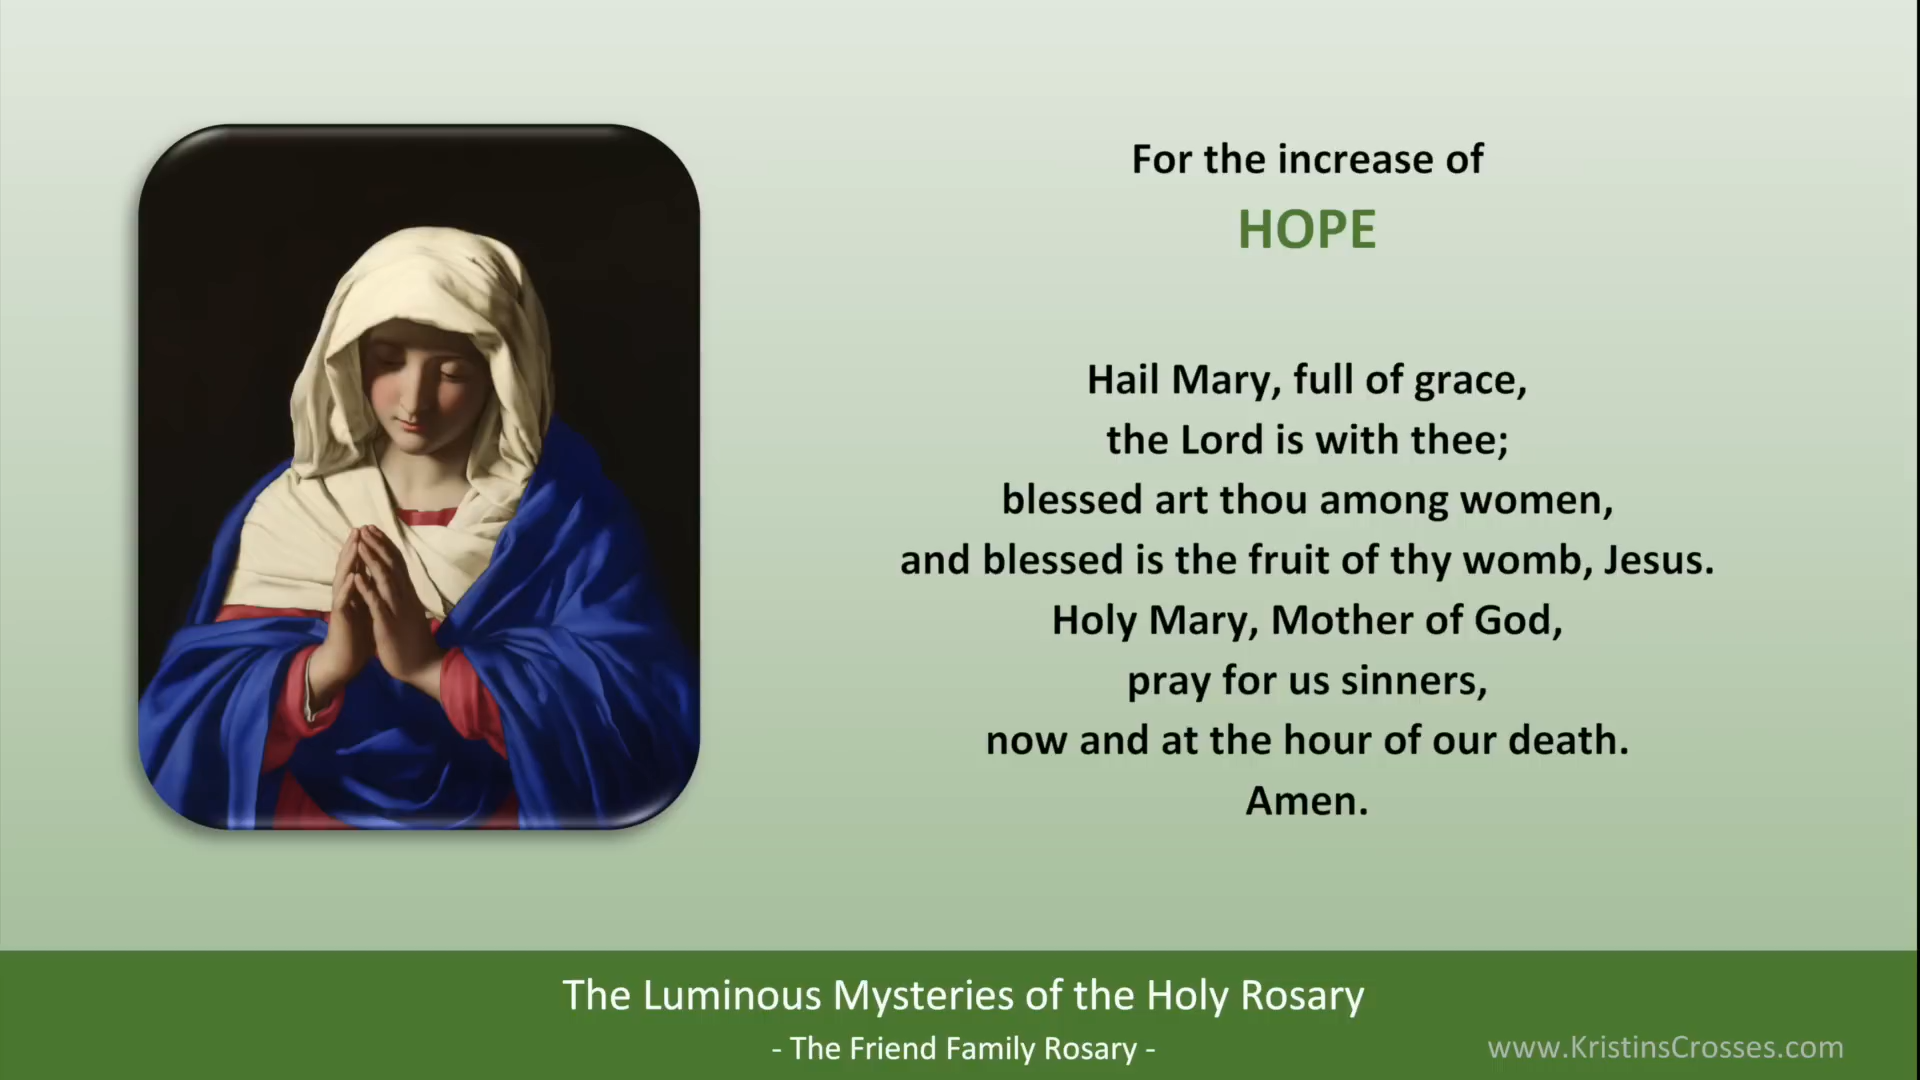 For the increase of
HOPE
Hail Mary, full of grace,
the Lord is with thee;
blessed art thou among women,
and blessed is the fruit of thy womb, Jesus.
Holy Mary, Mother of God,
pray for us sinners,
now and at the hour of our death.
Amen.
The Luminous Mysteries of the Holy Rosary
- The Friend Family Rosary -
www.KristinsCrosses.com